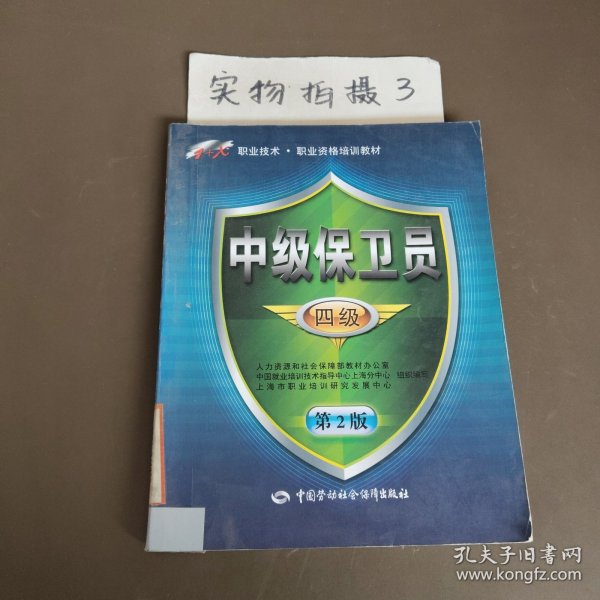 实物拍摄3
1+X 职业技术·职业资格培训教材
中级保卫员
四级
人力资源和社会保障部教材办公室
中国就业培训技术指导中心上海分中心 组织编写
上海市职业培训研究发展中心
第2版
中国劳动社会保障出版社
孔夫子旧书网
www.kongfz.com